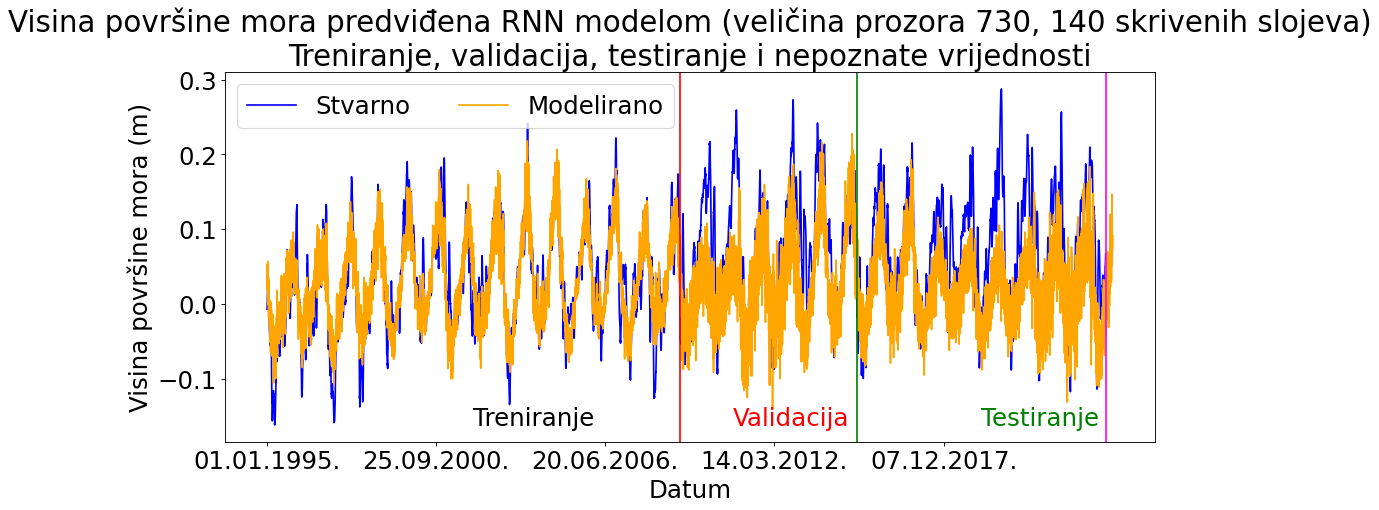 Visina površine mora predviđena RNN modelom (veličina prozora 730, 140 skrivenih slojeva)
Treniranje, validacija, testiranje i nepoznate vrijednosti
Stvarno Modelirano
Visina površine mora (m)
0.3
0.2
0.1
0.0
−0.1
Treniranje Validacija Testiranje
01.01.1995. 25.09.2000. 20.06.2006. 14.03.2012. 07.12.2017.
Datum